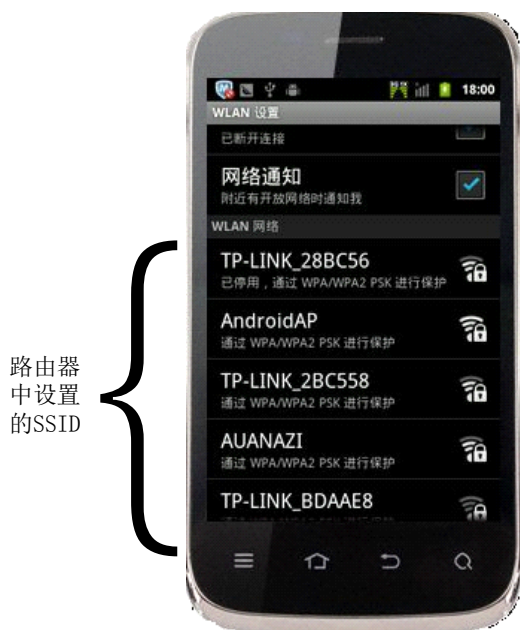 18:00
WLAN 设置
已断开连接
网络通知
附近有开放网络时通知我
WLAN 网络
TP-LINK_28BC56
已停用，通过 WPA/WPA2 PSK 进行保护
AndroidAP
通过 WPA/WPA2 PSK 进行保护
TP-LINK_2BC558
通过 WPA/WPA2 PSK 进行保护
AUANAZI
通过 WPA/WPA2 PSK 进行保护
TP-LINK_BDAAE8
路由器
中设置
的SSID